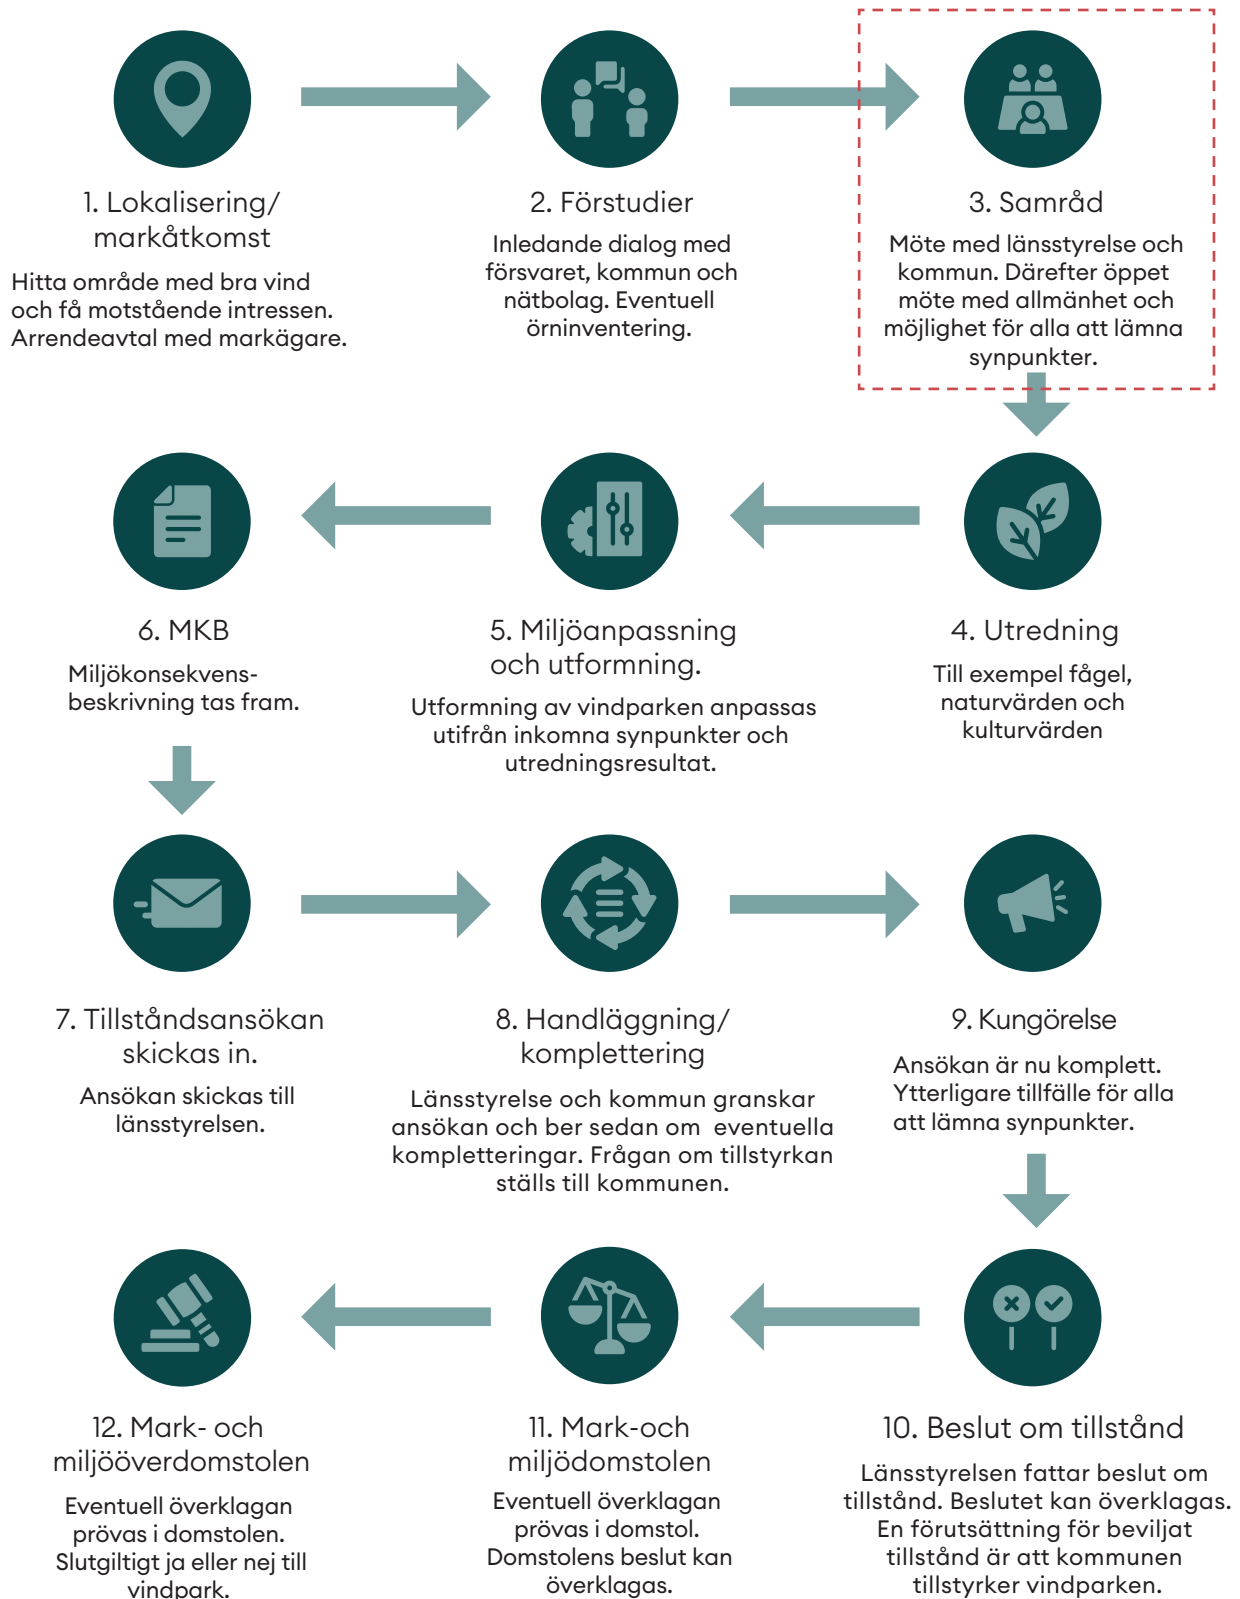 1. Lokalisering/
markåtkomst
Hitta område med bra vind
och få motstående intressen.
Arrendeavtal med markägare.
2. Förstudier
Inledande dialog med
försvaret, kommun och
nätbolag. Eventuell
örninventering.
3. Samråd
Möte med länsstyrelse och
kommun. Därefter öppet
möte med allmänhet och
möjlighet för alla att lämna
synpunkter.
4. Utredning
Till exempel fågel,
naturvärden och
kulturvärden
5. Miljöanpassning
och utformning.
Utformning av vindparken anpassas
utifrån inkomna synpunkter och
utredningsresultat.
6. MKB
Miljökonsekvens-
beskrivning tas fram.
7. Tillståndsansökan
skickas in.
Ansökan skickas till
länsstyrelsen.
8. Handläggning/
komplettering
Länsstyrelse och kommun granskar
ansökan och ber sedan om eventuella
kompletteringar. Frågan om tillstyrkan
ställs till kommunen.
9. Kungörelse
Ansökan är nu komplett.
Ytterligare tillfälle för alla
att lämna synpunkter.
10. Beslut om tillstånd
Länsstyrelsen fattar beslut om
tillstånd. Beslutet kan överklagas.
En förutsättning för beviljat
tillstånd är att kommunen
tillstyrker vindparken.
11. Mark-och
miljödomstolen
Eventuell överklagan
prövas i domstol.
Domstolens beslut kan
överklagas.
12. Mark- och
miljööverdomstolen
Eventuell överklagan
prövas i domstolen.
Slutgiltigt ja eller nej till
vindpark.